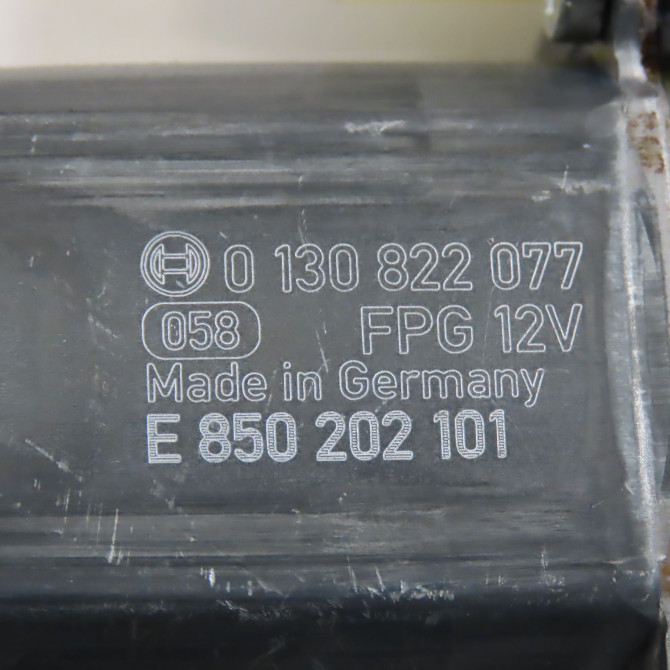 0 130 822 077
058 FPG 12V
Made in Germany
E 850 202 101